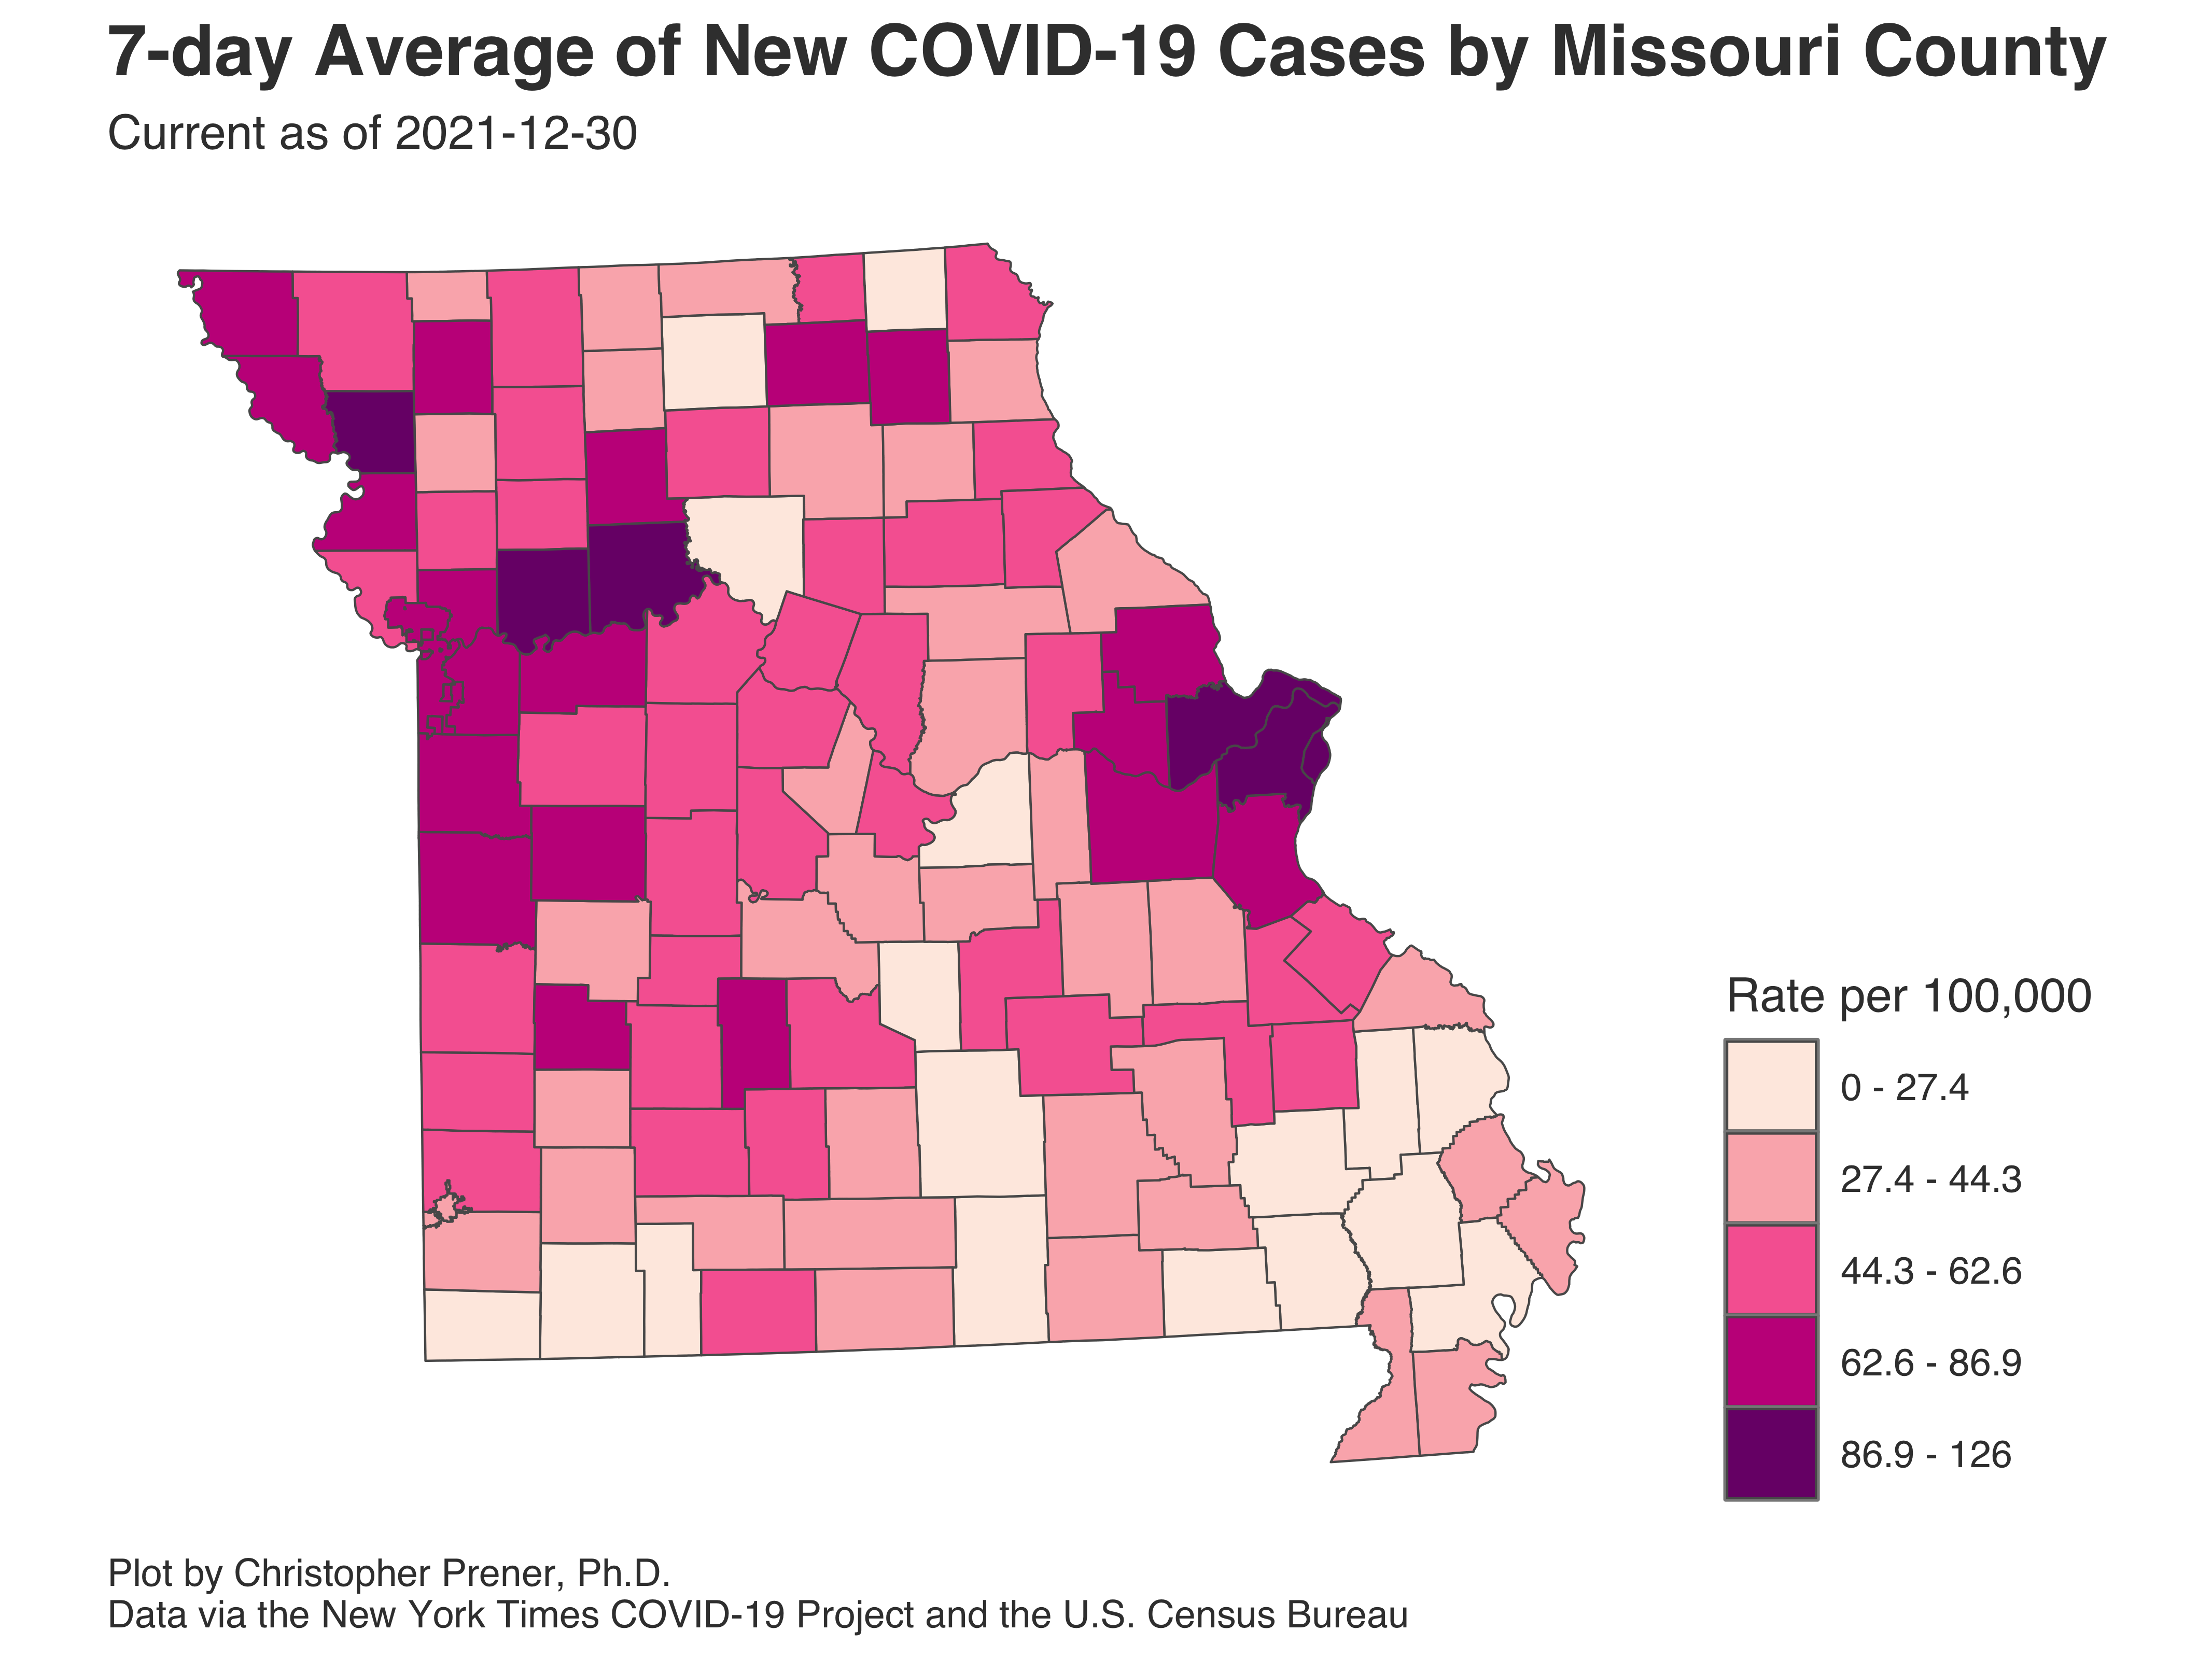 7-day Average of New COVID-19 Cases by Missouri County
Current as of 2021-12-30
Rate per 100,000
0 - 27.4
27.4 - 44.3
44.3 - 62.6
62.6 - 86.9
86.9 - 126
Plot by Christopher Prener, Ph.D.
Data via the New York Times COVID-19 Project and the U.S. Census Bureau